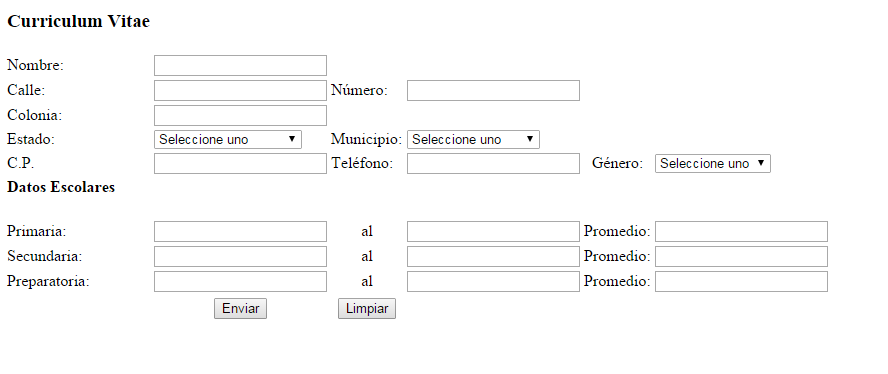 Curriculum Vitae
Nombre:
Calle: Número:
Colonia:
Estado: Seleccione uno Municipio: Seleccione uno
C.P. Teléfono: Género: Seleccione uno
Datos Escolares
Primaria: al Promedio:
Secundaria: al Promedio:
Preparatoria: al Promedio:
Enviar Limpiar